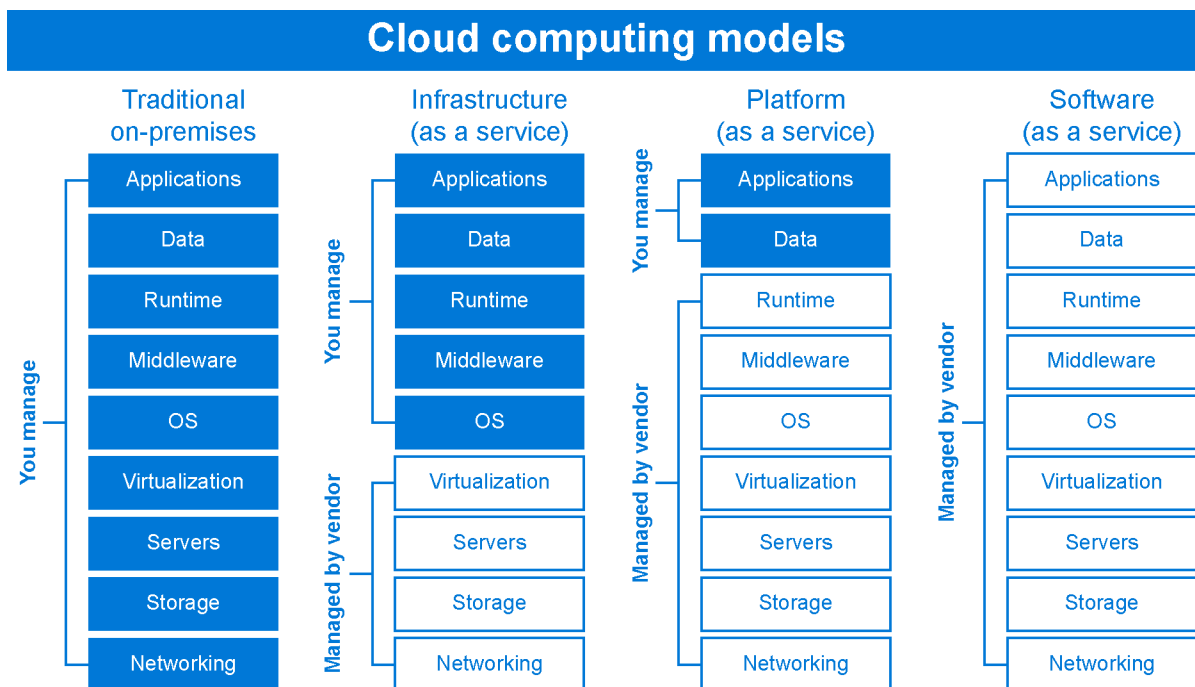 Cloud computing models
Traditional
on-premises
You manage
Applications
Data
Runtime
Middleware
OS
Virtualization
Servers
Storage
Networking
Infrastructure
(as a service)
You manage
Applications
Data
Runtime
Middleware
OS
Managed by vendor
Virtualization
Servers
Storage
Networking
Platform
(as a service)
You manage
Applications
Data
Managed by vendor
Runtime
Middleware
OS
Virtualization
Servers
Storage
Networking
Software
(as a service)
Managed by vendor
Applications
Data
Runtime
Middleware
OS
Virtualization
Servers
Storage
Networking